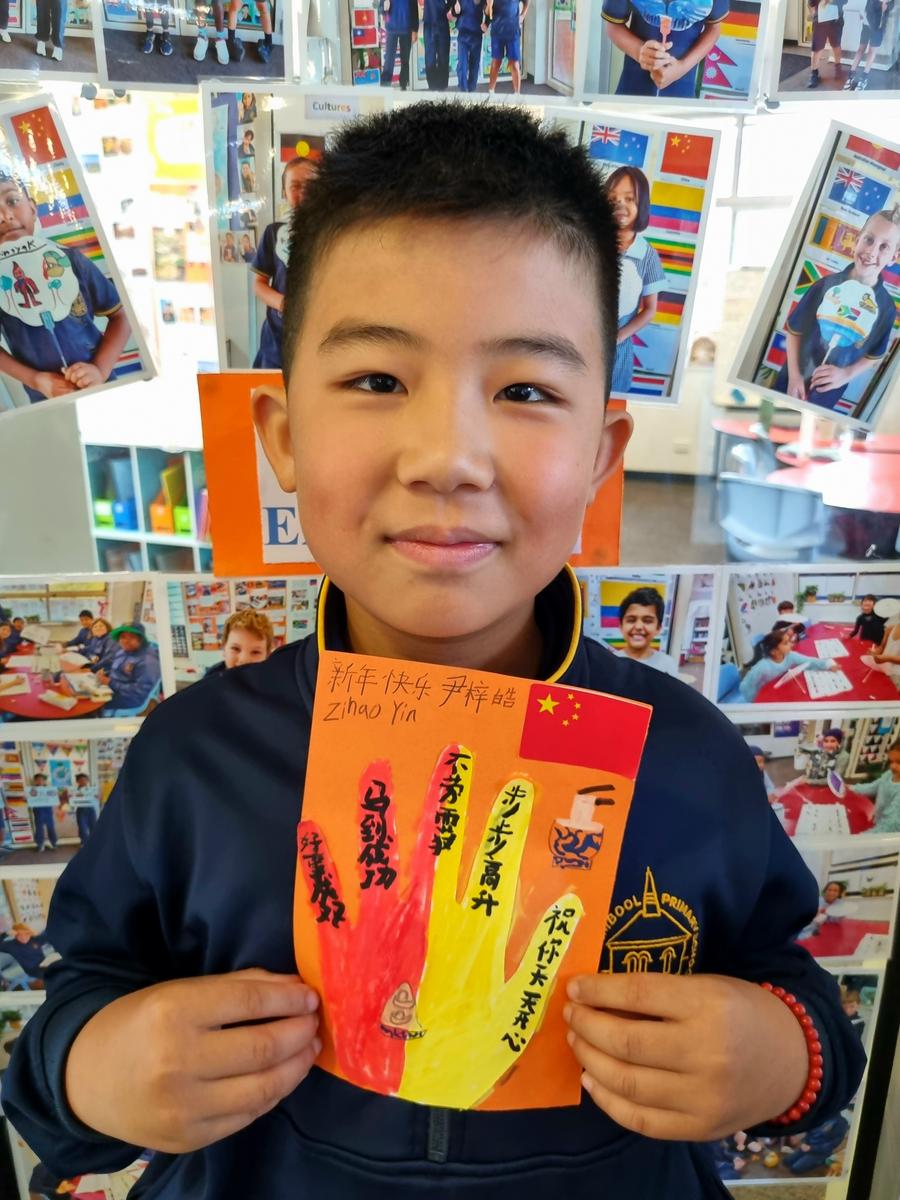 Cultures
新年快乐 尹梓皓
Zihao Yin
好事成双
马到成功
不劳而获
步步高升
祝你天天开心
PRIMARY